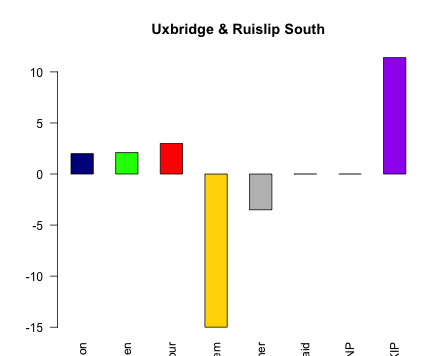 Uxbridge & Ruislip South
10
5
0
-5
-10
-15
on
en
our
em
her
aid
NP
KIP